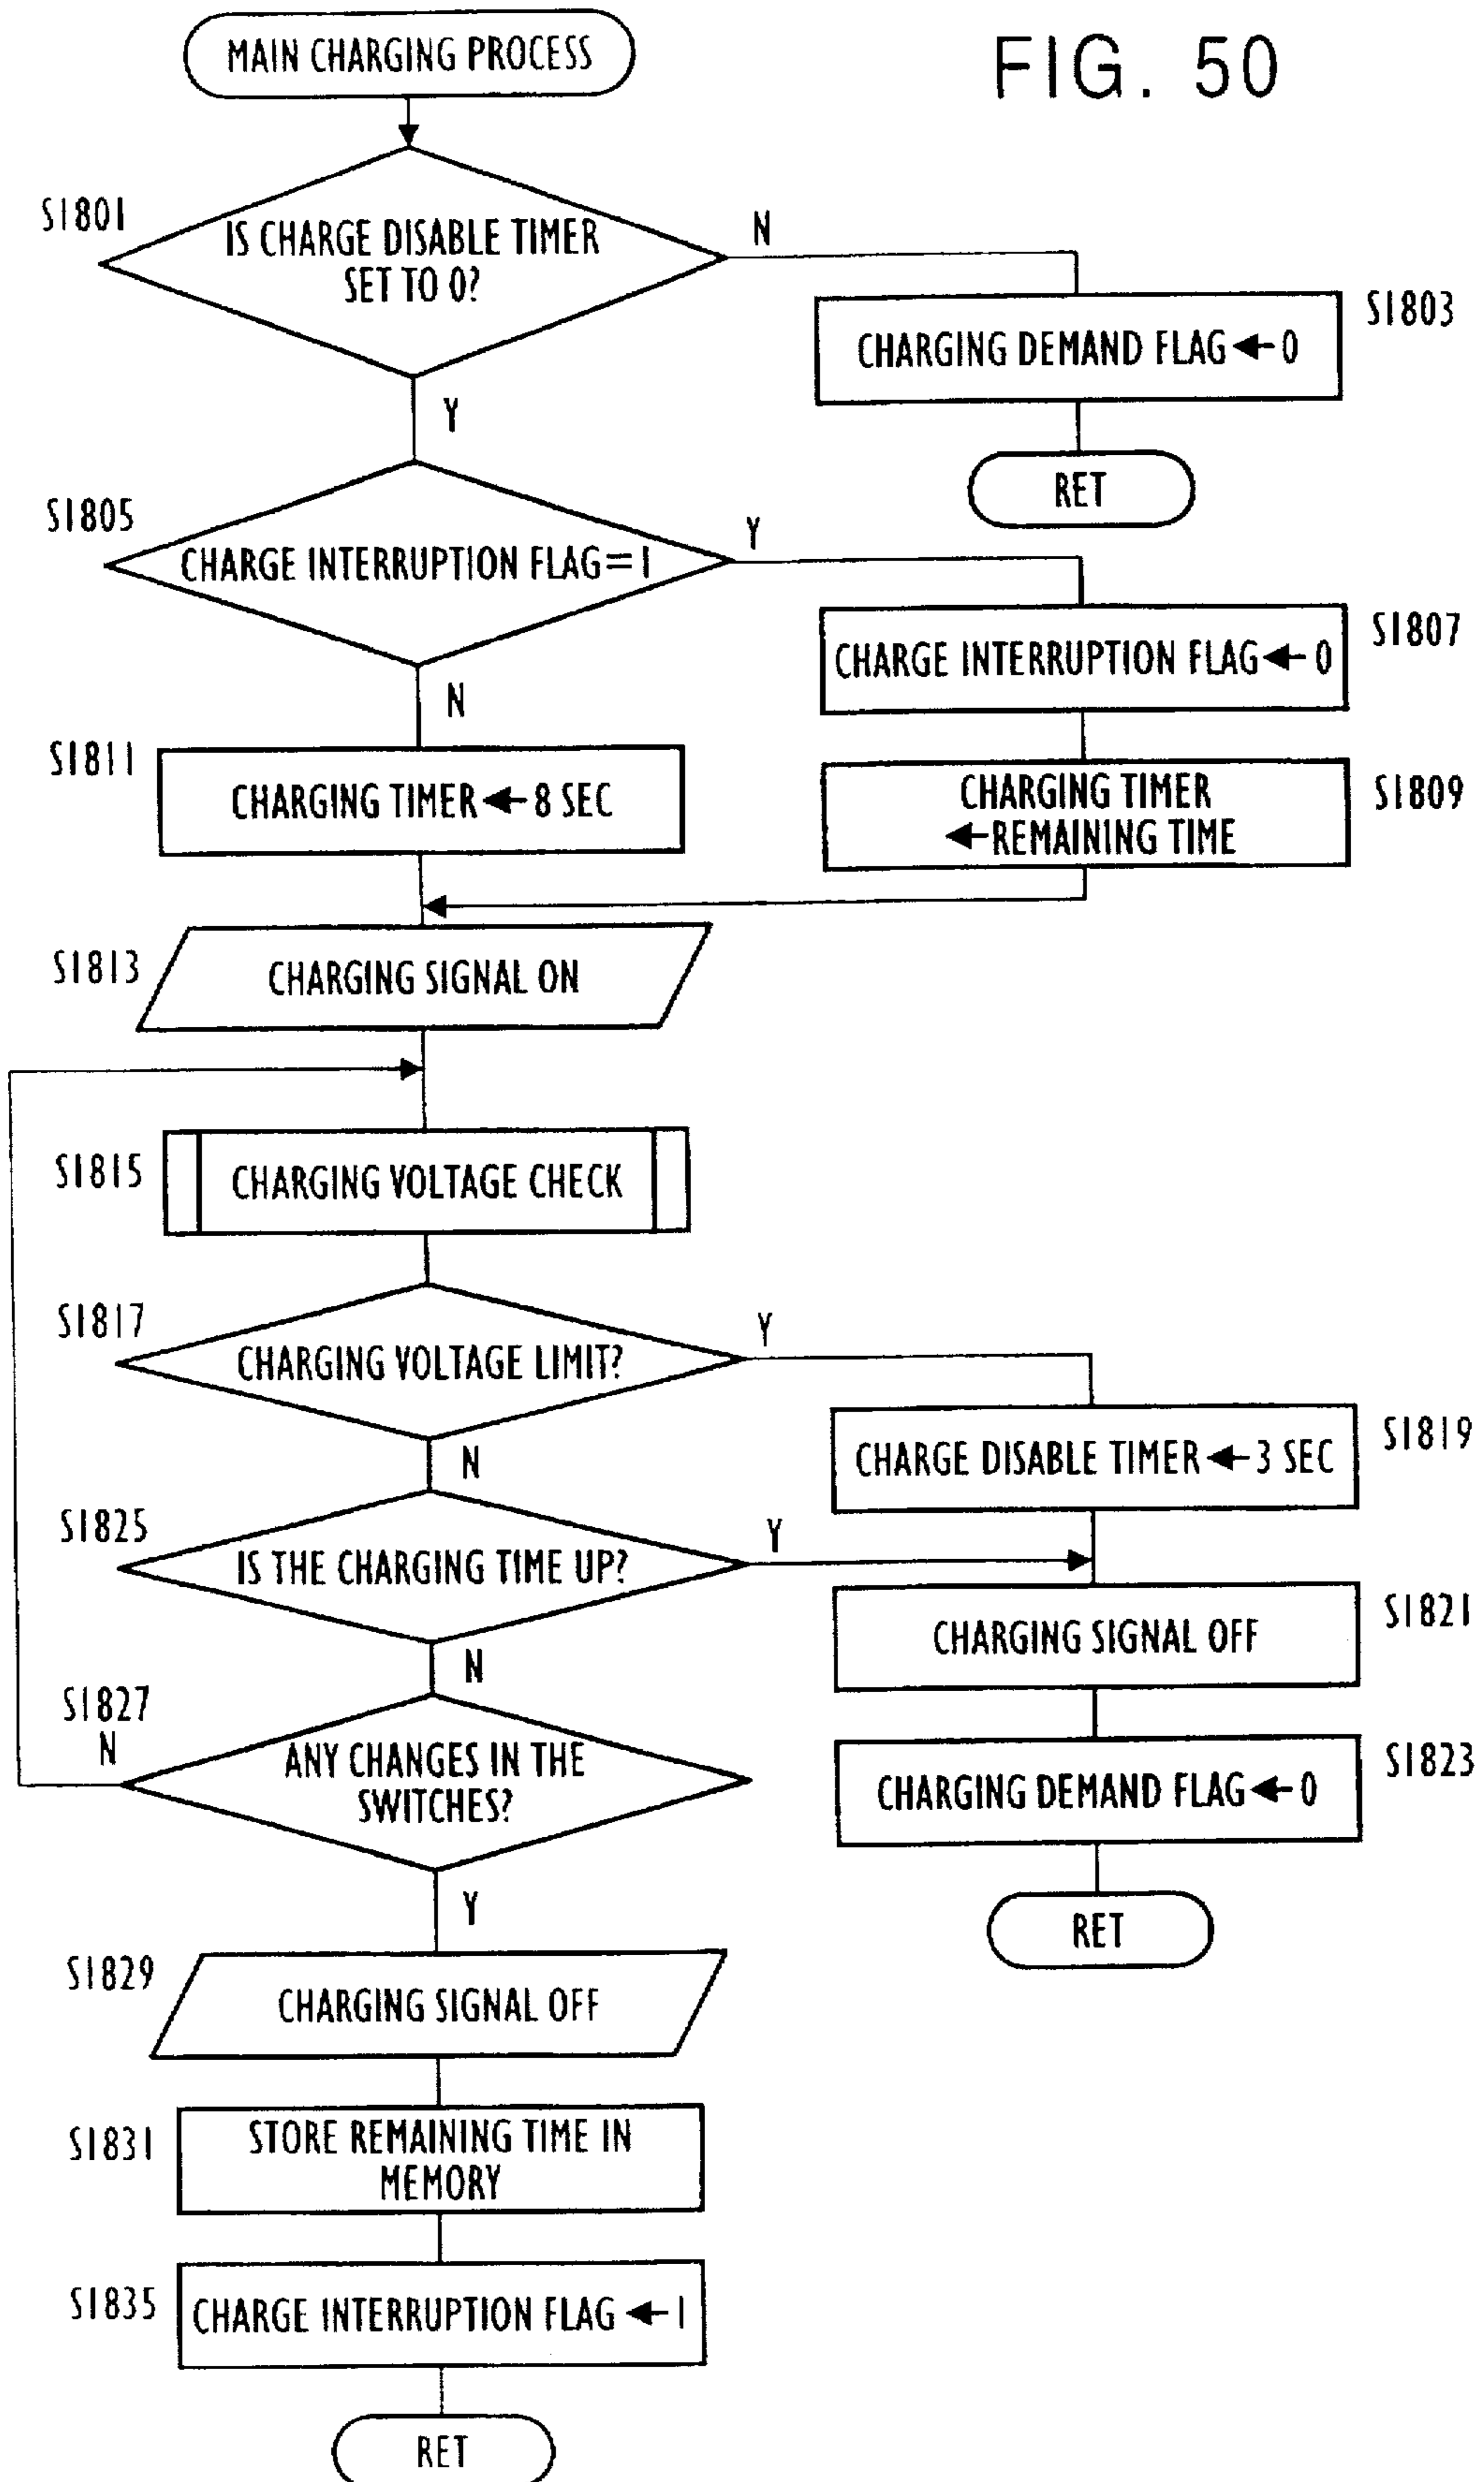 MAIN CHARGING PROCESS
FIG. 50
S1801
IS CHARGE DISABLE TIMER
SET TO 0?
N
Y
S1803
CHARGING DEMAND FLAG←0
RET
S1805
CHARGE INTERRUPTION FLAG=1
Y
N
S1807
CHARGE INTERRUPTION FLAG←0
S1809
CHARGING TIMER
←REMAINING TIME
S1811
CHARGING TIMER←8 SEC
S1813
CHARGING SIGNAL ON
S1815
CHARGING VOLTAGE CHECK
S1817
CHARGING VOLTAGE LIMIT?
Y
N
S1819
CHARGE DISABLE TIMER←3 SEC
S1825
IS THE CHARGING TIME UP?
Y
N
S1821
CHARGING SIGNAL OFF
S1823
CHARGING DEMAND FLAG←0
RET
S1827
N
ANY CHANGES IN THE
SWITCHES?
Y
S1829
CHARGING SIGNAL OFF
S1831
STORE REMAINING TIME IN
MEMORY
S1835
CHARGE INTERRUPTION FLAG ←1
RET